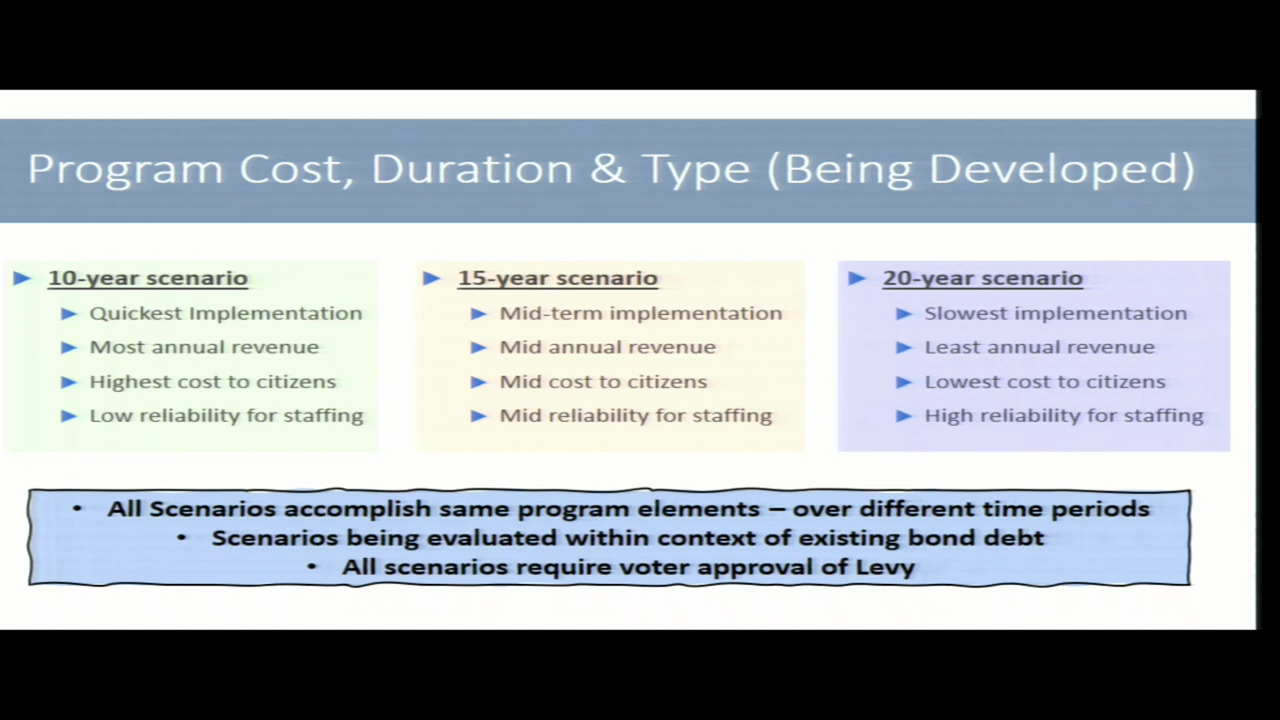 Program Cost, Duration & Type (Being Developed)
10-year scenario
Quickest Implementation
Most annual revenue
Highest cost to citizens
Low reliability for staffing
15-year scenario
Mid-term implementation
Mid annual revenue
Mid cost to citizens
Mid reliability for staffing
20-year scenario
Slowest implementation
Least annual revenue
Lowest cost to citizens
High reliability for staffing
• All Scenarios accomplish same program elements – over different time periods
• Scenarios being evaluated within context of existing bond debt
• All scenarios require voter approval of Levy